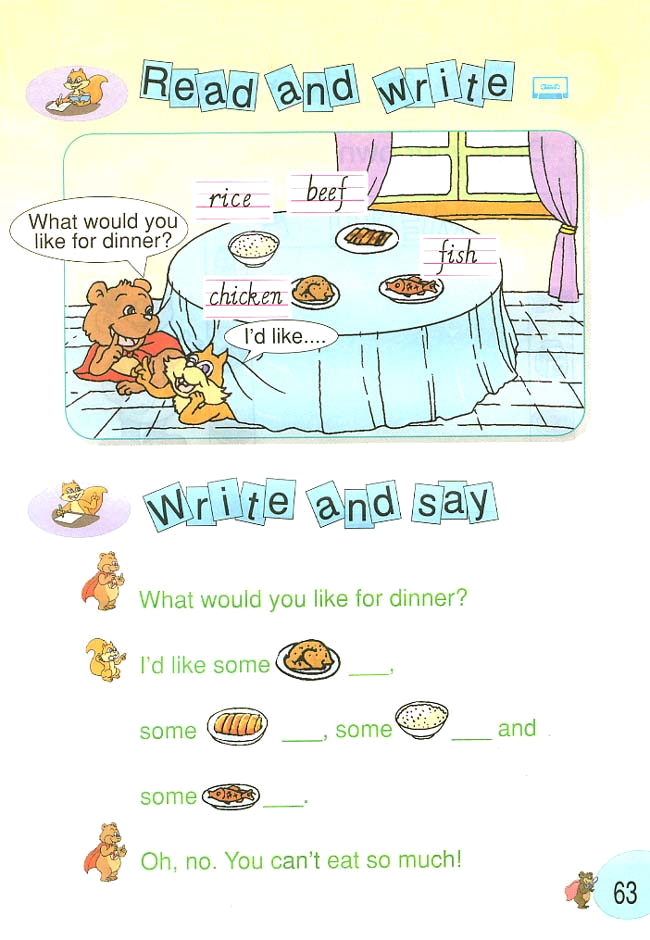 Read and write
rice
beef
What would you
like for dinner?
fish
chicken
I'd like....
Write and say
What would you like for dinner?
I'd like some ___,
some ___, some ___ and
some ___.
Oh, no. You can't eat so much!
63